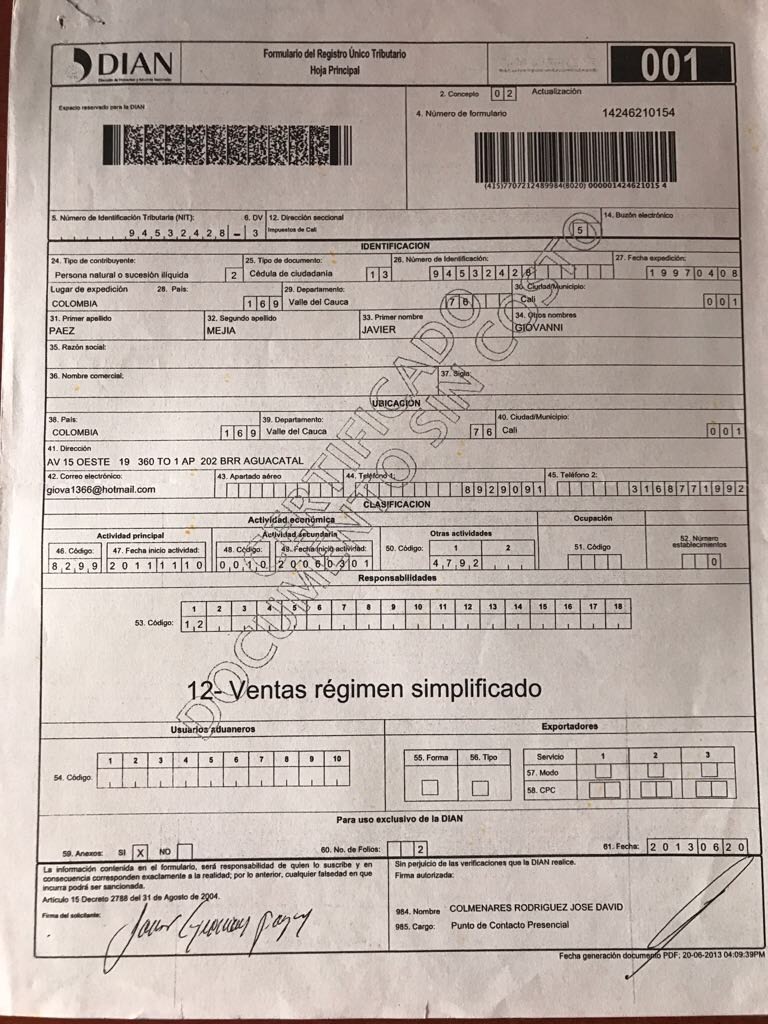 DIAN
Formulario del Registro Único Tributario
Hoja Principal
001
Espacio reservado para la DIAN
2. Concepto 0 2 Actualización
4. Número de formulario 14246210154
(415)7707212489984(8020) 000001424621015 4
5. Número de Identificación Tributaria (NIT): 6. DV 12. Dirección seccional 14. Buzón electrónico
9 4 5 3 2 4 2 8 - 3 Impuestos de Cali 5
IDENTIFICACION
24. Tipo de contribuyente: 25. Tipo de documento: 26. Número de Identificación: 27. Fecha expedición:
Persona natural o sucesión ilíquida 2 Cédula de ciudadanía 1 3 9 4 5 3 2 4 2 8 1 9 9 7 0 4 0 8
Lugar de expedición 28. País: 29. Departamento: 30. Ciudad/Municipio:
COLOMBIA 1 6 9 Valle del Cauca 7 6 Cali 0 0 1
31. Primer apellido 32. Segundo apellido 33. Primer nombre 34. Otros nombres
PAEZ MEJIA JAVIER GIOVANNI
35. Razón social:
36. Nombre comercial: 37. Sigla:
UBICACIÓN
38. País: 39. Departamento: 40. Ciudad/Municipio:
COLOMBIA 1 6 9 Valle del Cauca 7 6 Cali 0 0 1
41. Dirección
AV 15 OESTE 19 360 TO 1 AP 202 BRR AGUACATAL
42. Correo electrónico: 43. Apartado aéreo 44. Teléfono 1: 45. Teléfono 2:
giova1366@hotmail.com 8 9 2 9 0 9 1 3 1 6 8 7 7 1 9 9 2
CLASIFICACION
Actividad económica Ocupación
Actividad principal Actividad secundaria Otras actividades 52. Número establecimientos
46. Código: 47. Fecha inicio actividad: 48. Código: 49. Fecha inicio actividad: 50. Código: 1 2 51. Código
8 2 9 9 2 0 1 1 1 1 1 0 0 0 1 0 2 0 0 6 0 3 0 1 4 7 9 2 0
Responsabilidades
1 2 3 4 5 6 7 8 9 10 11 12 13 14 15 16 17 18
53. Código: 1 2
12- Ventas régimen simplificado
CERTIFICADO
DOCUMENTO SIN COSTO
Usuarios aduaneros Exportadores
1 2 3 4 5 6 7 8 9 10 55. Forma 56. Tipo Servicio 1 2 3
54. Código: 57. Modo
58. CPC
Para uso exclusivo de la DIAN
59. Anexos: SI X NO 60. No. de Folios: 2 61. Fecha: 2 0 1 3 0 6 2 0
La información contenida en el formulario, será responsabilidad de quien lo suscribe y en
consecuencia corresponden exactamente a la realidad; por lo anterior, cualquier falsedad en que
incurra podrá ser sancionada.
Artículo 15 Decreto 2788 del 31 de Agosto de 2004.
Firma del solicitante:
Sin perjuicio de las verificaciones que la DIAN realice.
Firma autorizada:
984. Nombre COLMENARES RODRIGUEZ JOSE DAVID
985. Cargo: Punto de Contacto Presencial
Fecha generación documento PDF: 20-06-2013 04:09:39PM